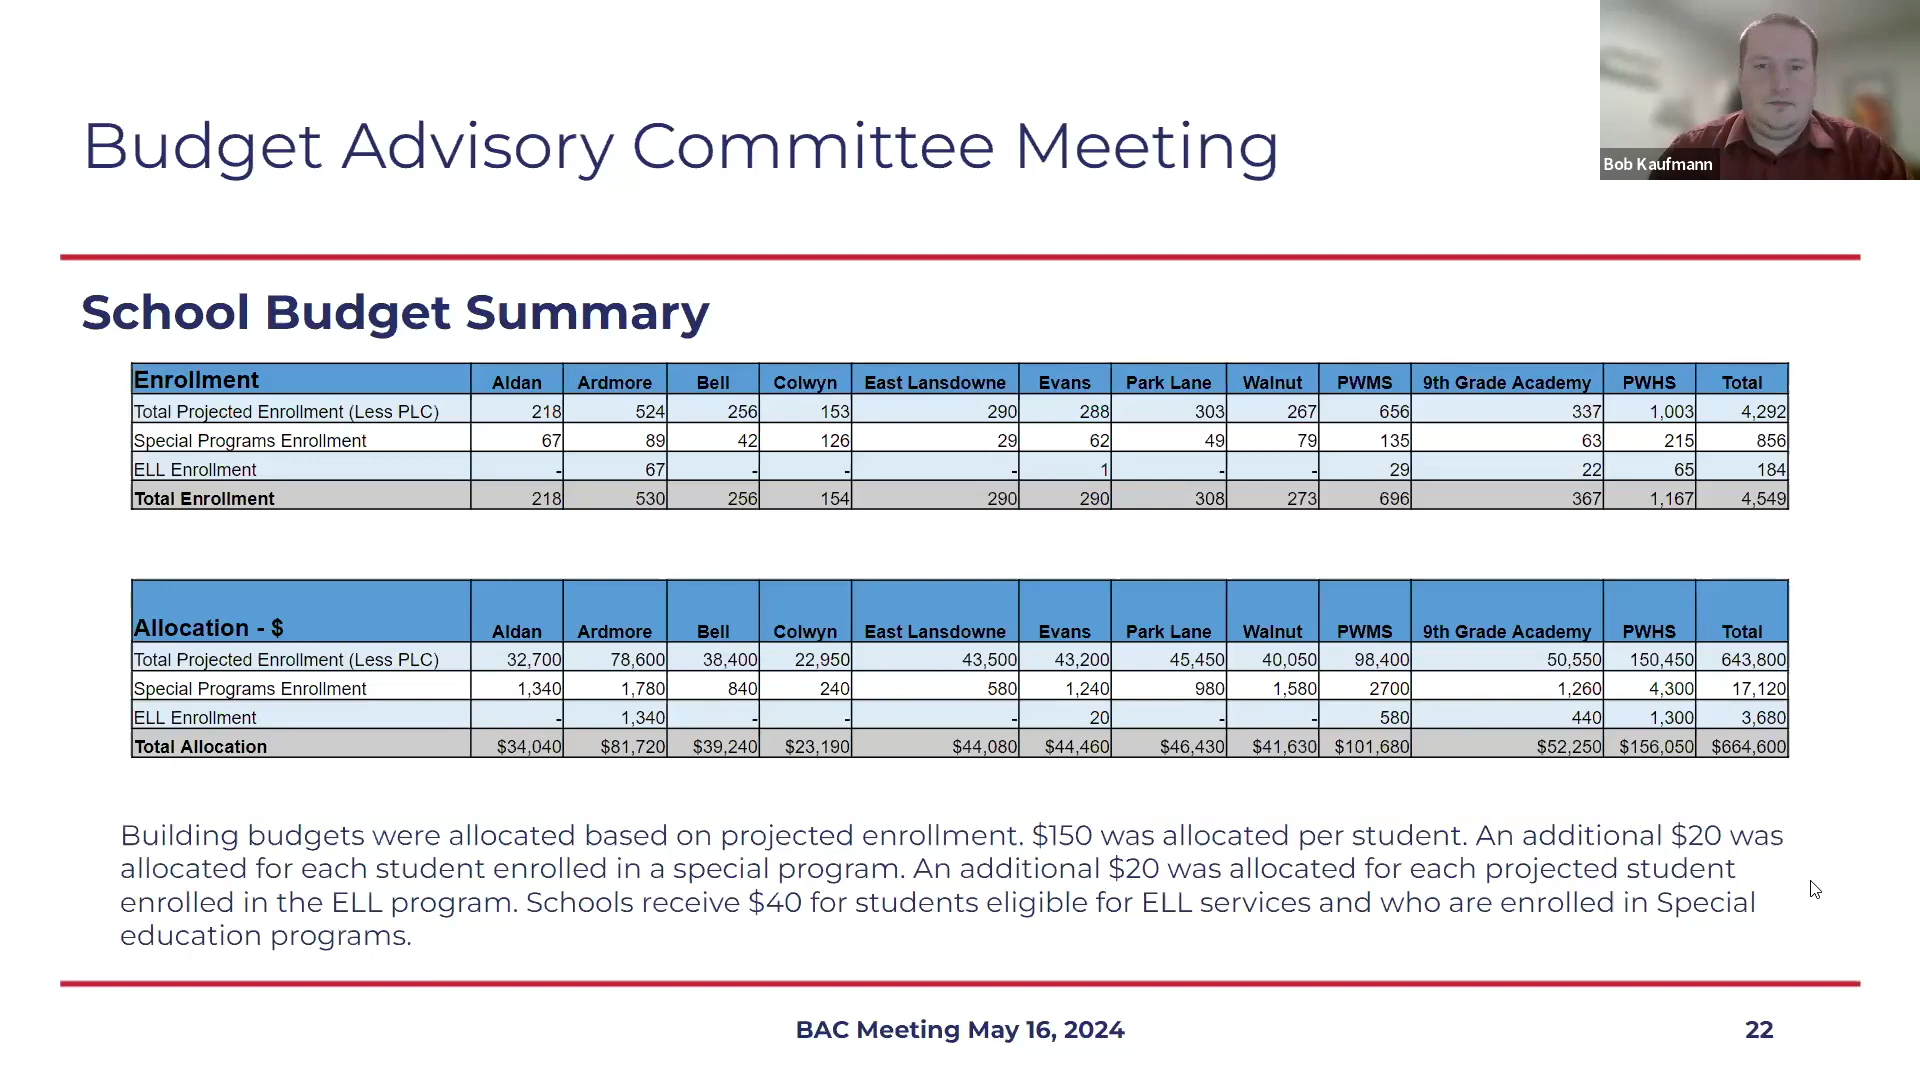 Bob Kaufmann
Budget Advisory Committee Meeting
School Budget Summary
Enrollment Aldan Ardmore Bell Colwyn East Lansdowne Evans Park Lane Walnut PWMS 9th Grade Academy PWHS Total
Total Projected Enrollment (Less PLC) 218 524 256 153 290 288 303 267 656 337 1,003 4,292
Special Programs Enrollment 67 89 42 126 29 62 49 79 135 63 215 856
ELL Enrollment - 67 - - - 1 - - 29 22 65 184
Total Enrollment 218 530 256 154 290 290 308 273 696 367 1,167 4,549
Allocation - $ Aldan Ardmore Bell Colwyn East Lansdowne Evans Park Lane Walnut PWMS 9th Grade Academy PWHS Total
Total Projected Enrollment (Less PLC) 32,700 78,600 38,400 22,950 43,500 43,200 45,450 40,050 98,400 50,550 150,450 643,800
Special Programs Enrollment 1,340 1,780 840 240 580 1,240 980 1,580 2700 1,260 4,300 17,120
ELL Enrollment - 1,340 - - - 20 - - 580 440 1,300 3,680
Total Allocation $34,040 $81,720 $39,240 $23,190 $44,080 $44,460 $46,430 $41,630 $101,680 $52,250 $156,050 $664,600
Building budgets were allocated based on projected enrollment. $150 was allocated per student. An additional $20 was
allocated for each student enrolled in a special program. An additional $20 was allocated for each projected student
enrolled in the ELL program. Schools receive $40 for students eligible for ELL services and who are enrolled in Special
education programs.
BAC Meeting May 16, 2024
22